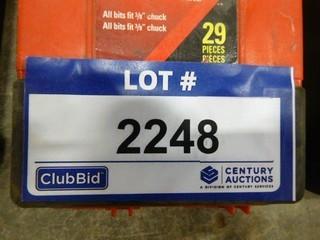 All bits fit 3/8" chuck
All bits fit 3/8" chuck
29
PIECES
PIÈCES
LOT #
2248
ClubBid
CENTURY
AUCTIONS
A DIVISION OF CENTURY SERVICES